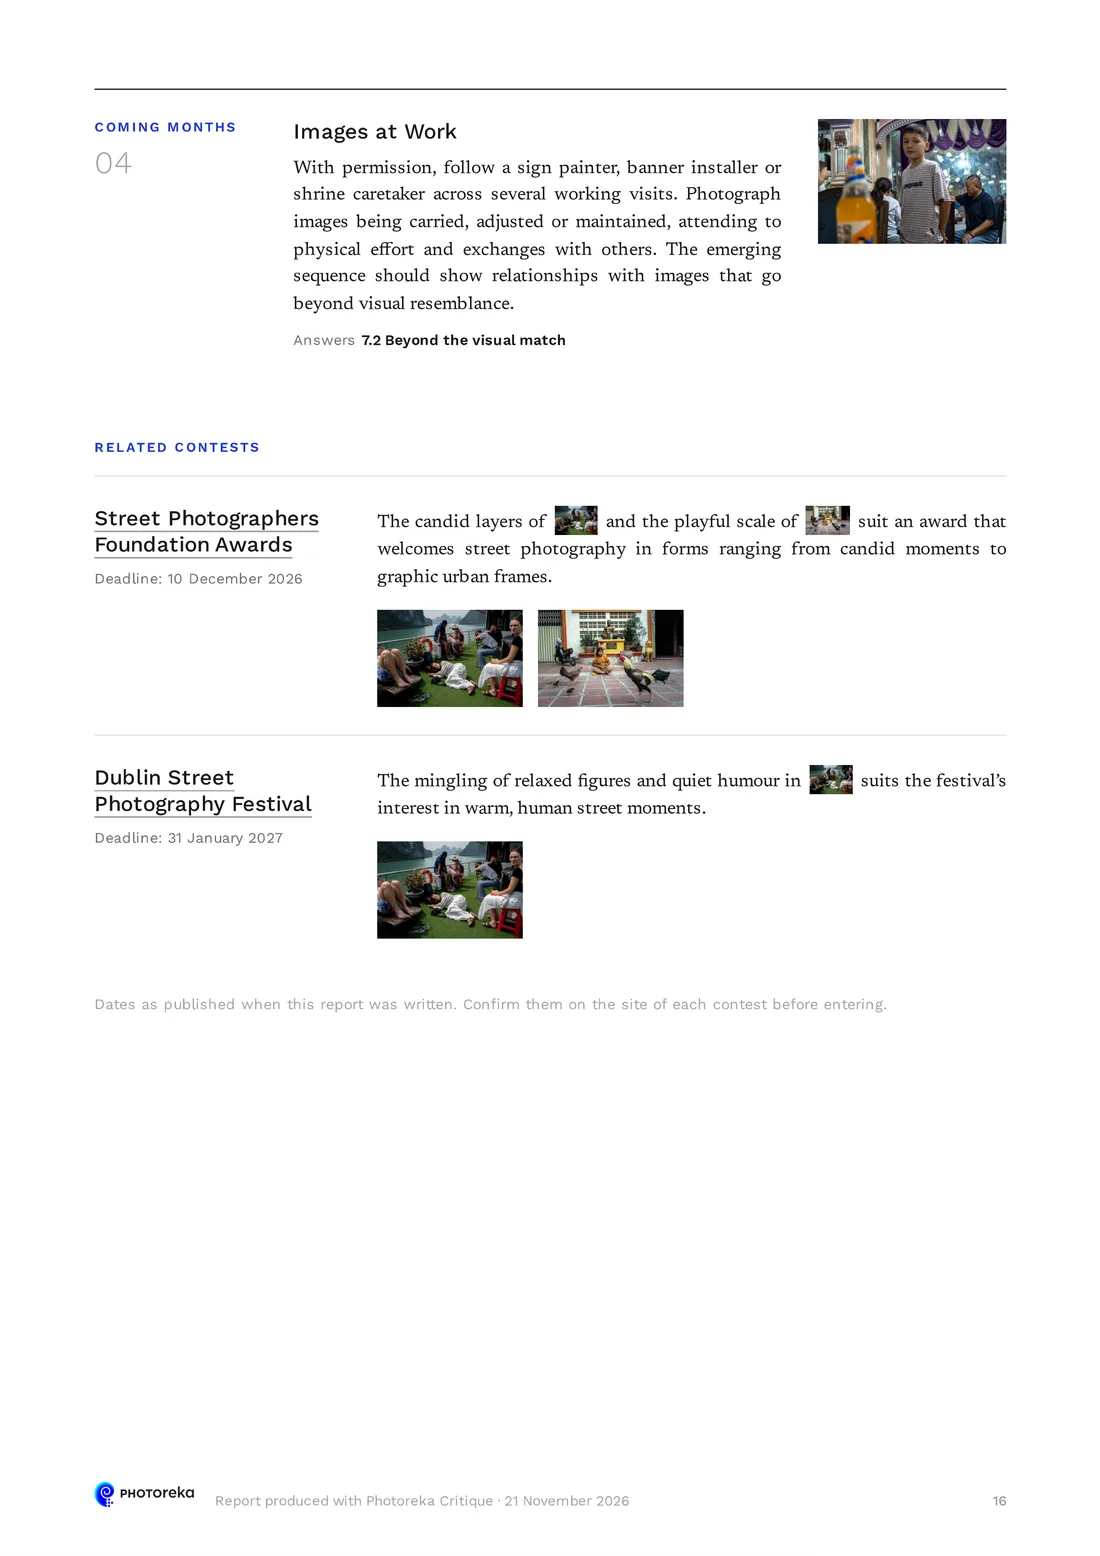 COMING MONTHS
04
Images at Work
With permission, follow a sign painter, banner installer or
shrine caretaker across several working visits. Photograph
images being carried, adjusted or maintained, attending to
physical effort and exchanges with others. The emerging
sequence should show relationships with images that go
beyond visual resemblance.
Answers 7.2 Beyond the visual match
RELATED CONTESTS
Street Photographers
Foundation Awards
Deadline: 10 December 2026
The candid layers of and the playful scale of suit an award that
welcomes street photography in forms ranging from candid moments to
graphic urban frames.
Dublin Street
Photography Festival
Deadline: 31 January 2027
The mingling of relaxed figures and quiet humour in suits the festival’s
interest in warm, human street moments.
Dates as published when this report was written. Confirm them on the site of each contest before entering.
PHOTOreka
Report produced with Photoreka Critique · 21 November 2026
16